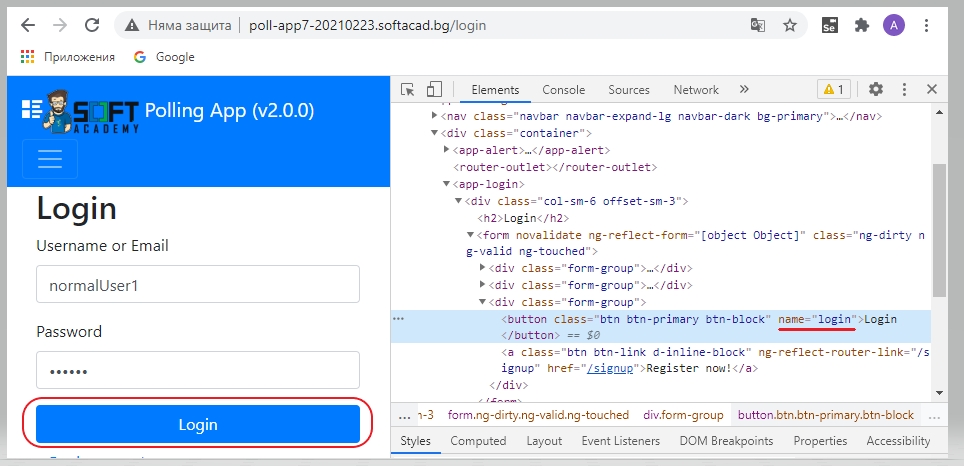 Няма защита | poll-app7-20210223.softacad.bg/login
Se
A
Приложения
Google
SOFT
ACADEMY
Polling App (v2.0.0)
Login
Username or Email
normalUser1
Password
••••••
Login
Elements Console Sources Network » 1
<nav class="navbar navbar-expand-lg navbar-dark bg-primary">…</nav>
<div class="container">
<app-alert>…</app-alert>
<router-outlet></router-outlet>
<app-login>
<div class="col-sm-6 offset-sm-3">
<h2>Login</h2>
<form novalidate ng-reflect-form="[object Object]" class="ng-dirty n
g-valid ng-touched">
<div class="form-group">…</div>
<div class="form-group">…</div>
<div class="form-group">
<button class="btn btn-primary btn-block" name="login">Login
</button> == $0
<a class="btn btn-link d-inline-block" ng-reflect-router-link="/s
ignup" href="/signup">Register now!</a>
</div>
</form>
… n-3 form.ng-dirty.ng-valid.ng-touched div.form-group button.btn.btn-primary.btn-block …
Styles Computed Layout Event Listeners DOM Breakpoints Properties Accessibility